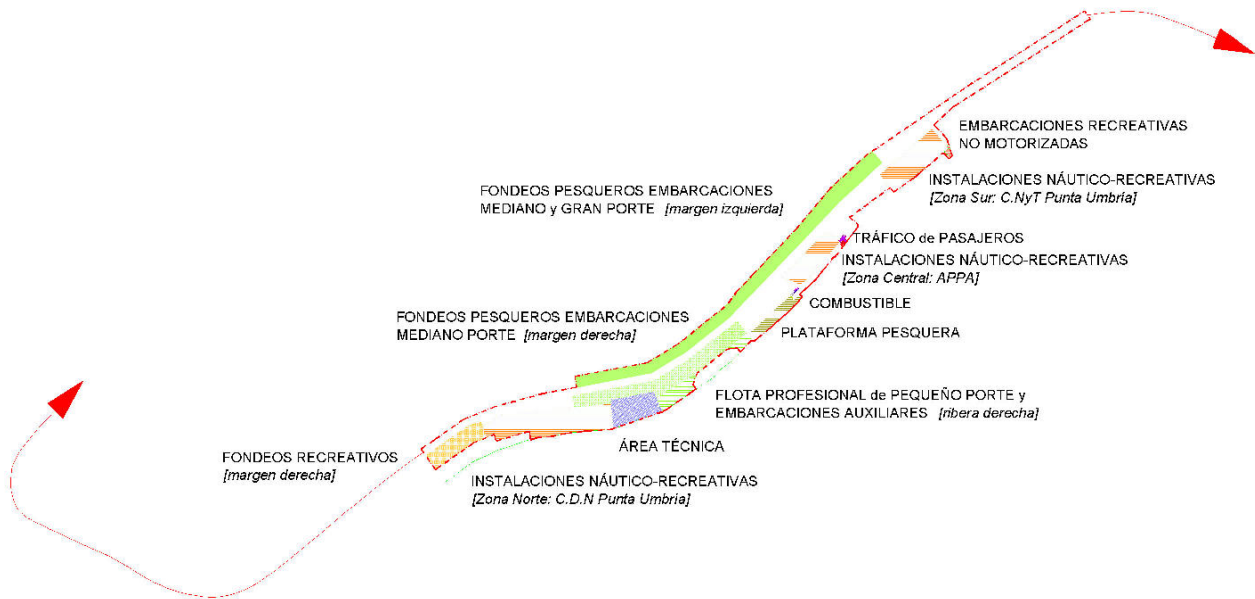 EMBARCACIONES RECREATIVAS
NO MOTORIZADAS
FONDEOS PESQUEROS EMBARCACIONES
MEDIANO y GRAN PORTE [margen izquierda]
INSTALACIONES NÁUTICO-RECREATIVAS
[Zona Sur: C.NyT Punta Umbría]
TRÁFICO de PASAJEROS
INSTALACIONES NÁUTICO-RECREATIVAS
[Zona Central: APPA]
COMBUSTIBLE
FONDEOS PESQUEROS EMBARCACIONES
MEDIANO PORTE [margen derecha]
PLATAFORMA PESQUERA
FLOTA PROFESIONAL de PEQUEÑO PORTE y
EMBARCACIONES AUXILIARES [ribera derecha]
ÁREA TÉCNICA
FONDEOS RECREATIVOS
[margen derecha]
INSTALACIONES NÁUTICO-RECREATIVAS
[Zona Norte: C.D.N Punta Umbría]